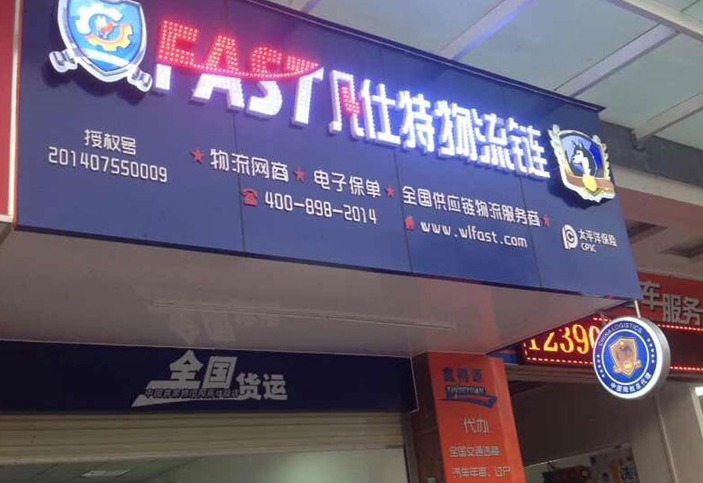 FAST凡仕特物流链
授权号
201407550009
★物流网商★电子保单★全国供应链物流服务商★
400-898-2014
www.wlfast.com
太平洋保险
CPIC
车服务
12390
CHINA LOGISTICS
全国
货运
代办
全国交通违章
汽车年审、过户